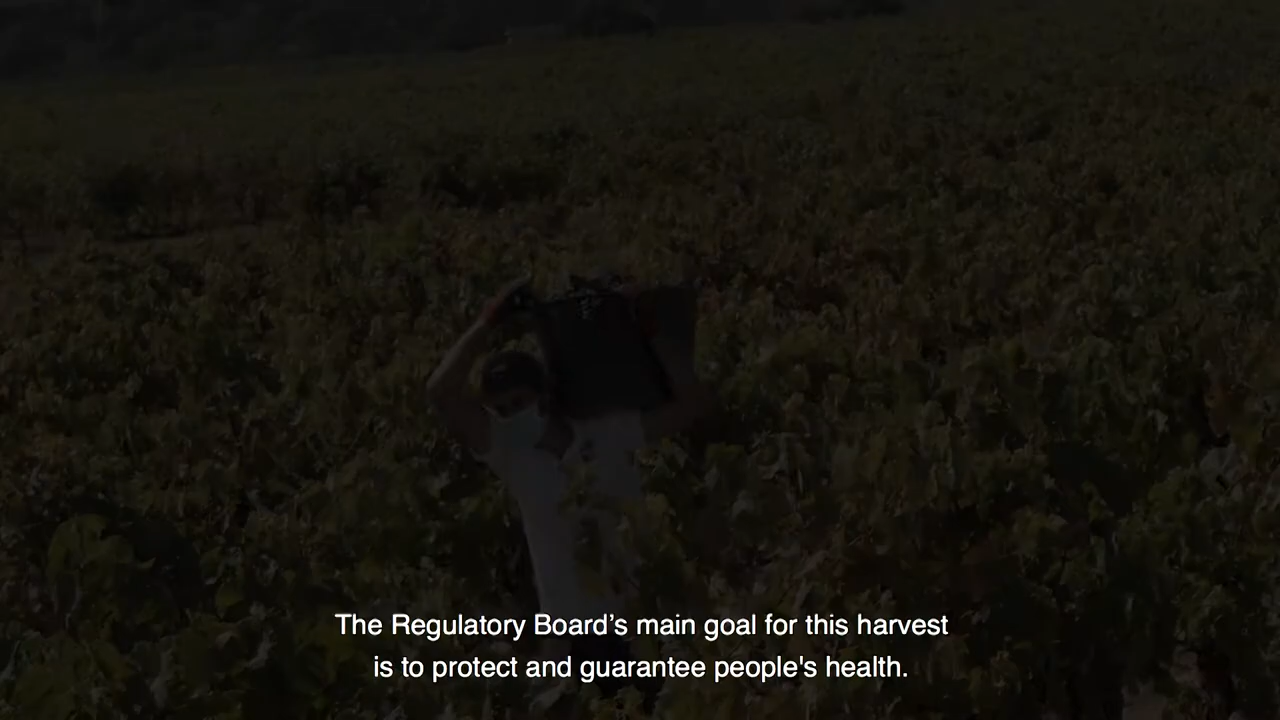 The Regulatory Board’s main goal for this harvest
is to protect and guarantee people's health.